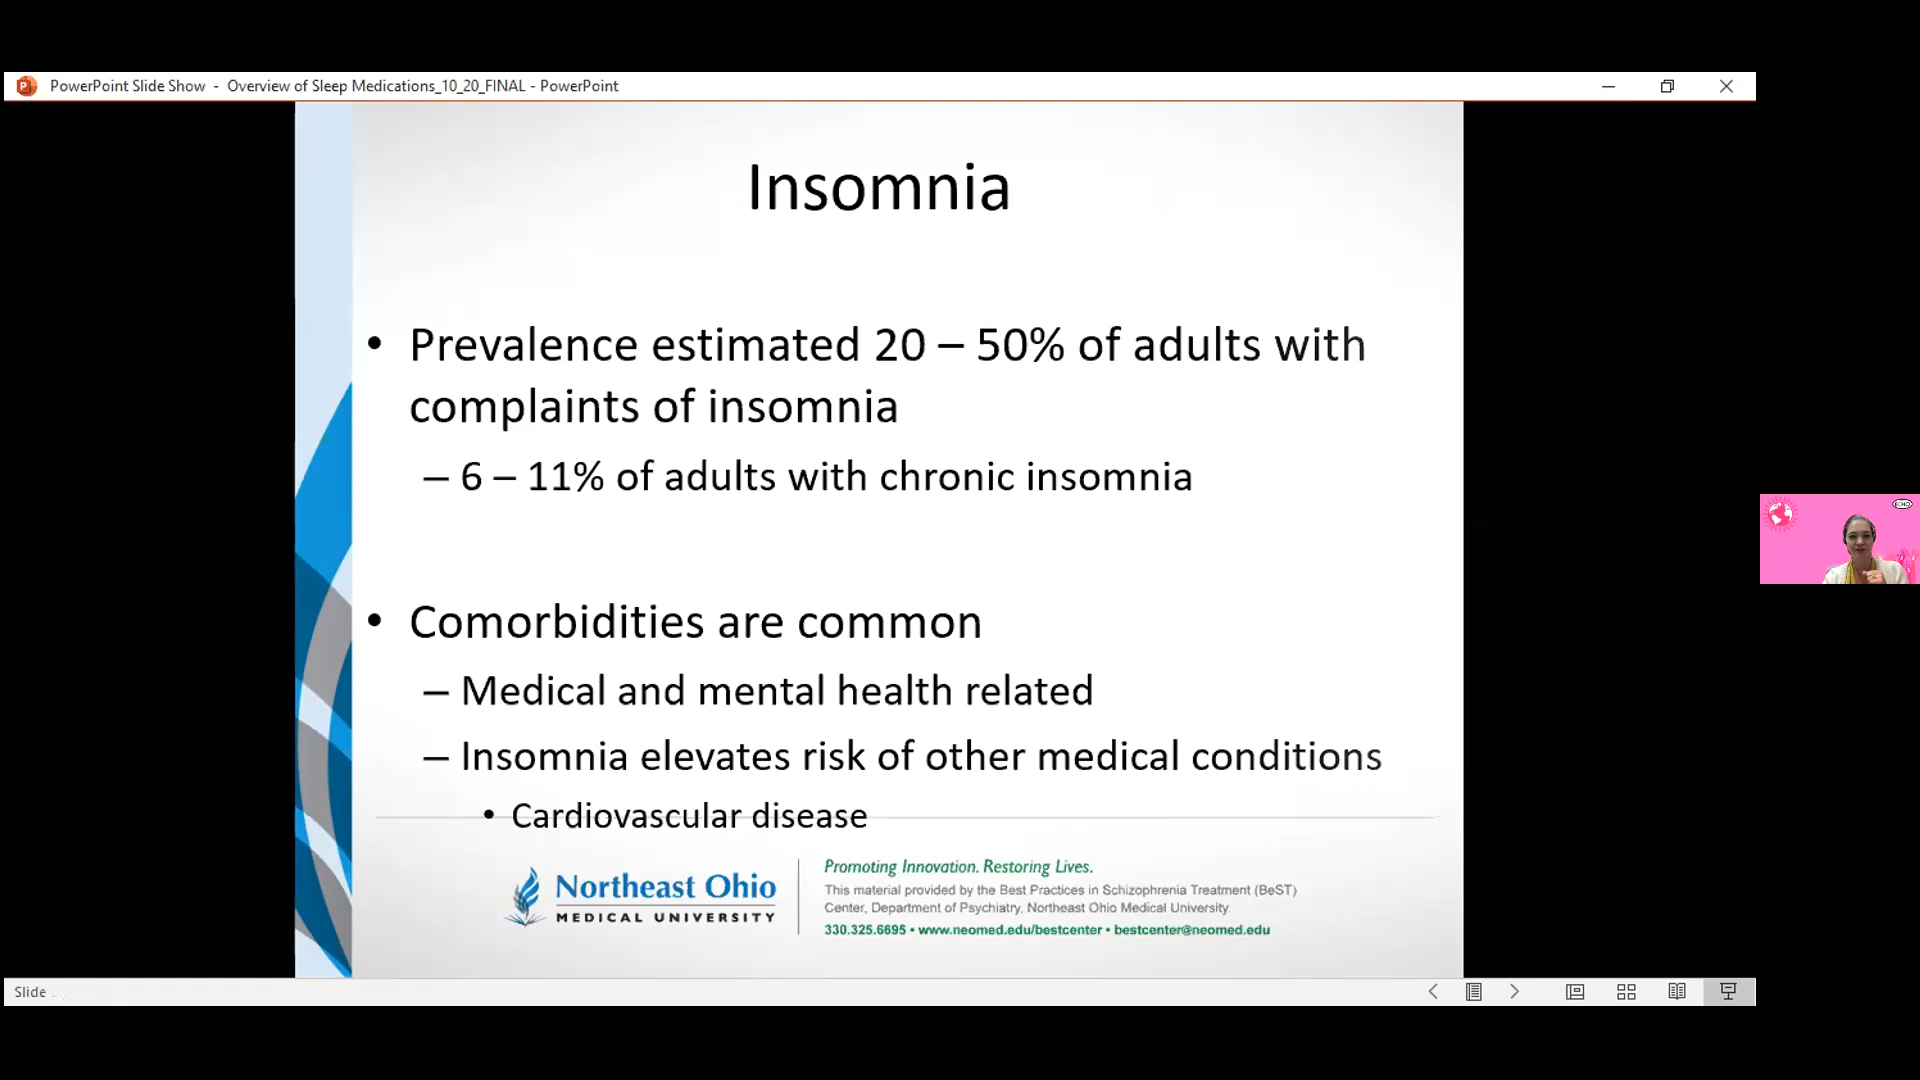 PowerPoint Slide Show - Overview of Sleep Medications_10_20_FINAL - PowerPoint
Insomnia
• Prevalence estimated 20 – 50% of adults with
complaints of insomnia
– 6 – 11% of adults with chronic insomnia
• Comorbidities are common
– Medical and mental health related
– Insomnia elevates risk of other medical conditions
• Cardiovascular disease
Northeast Ohio
MEDICAL UNIVERSITY
Promoting Innovation. Restoring Lives.
This material provided by the Best Practices in Schizophrenia Treatment (BeST)
Center, Department of Psychiatry, Northeast Ohio Medical University.
330.325.6695 • www.neomed.edu/bestcenter • bestcenter@neomed.edu
ECHO
Slide